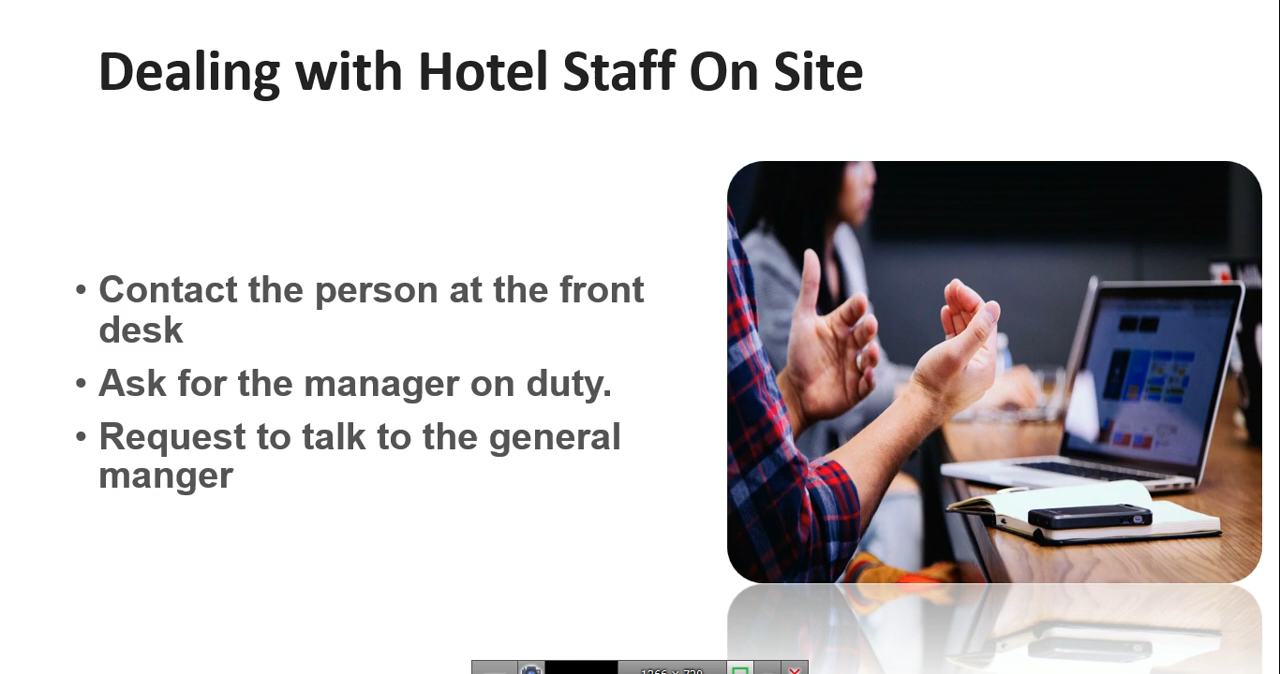 Dealing with Hotel Staff On Site
• Contact the person at the front
desk
• Ask for the manager on duty.
• Request to talk to the general
manger